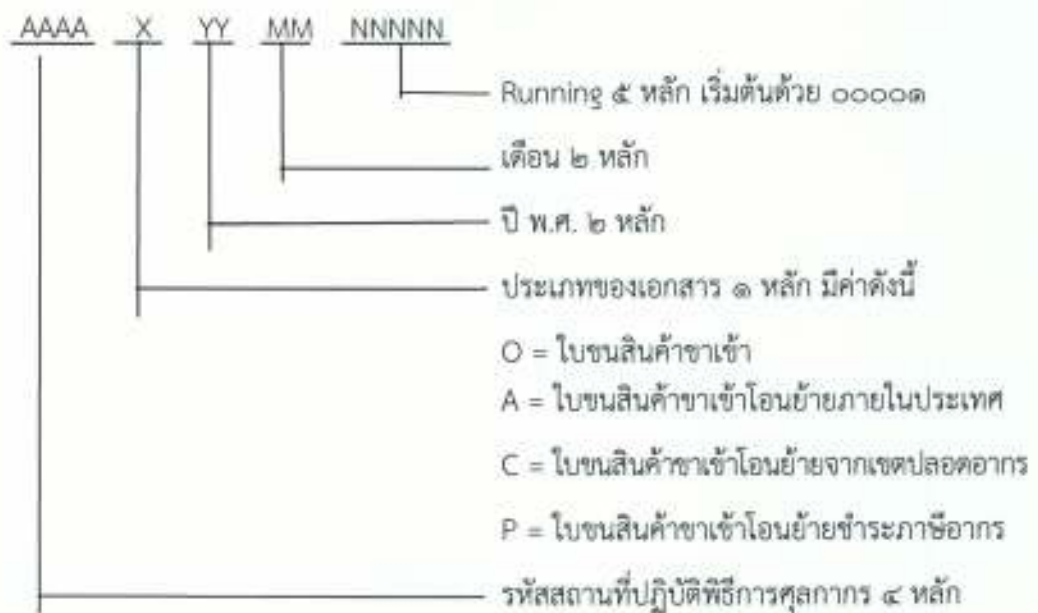 AAAA X YY MM NNNNN
Running ๕ หลัก เริ่มต้นด้วย ๐๐๐๐๑
เดือน ๒ หลัก
ปี พ.ศ. ๒ หลัก
ประเภทของเอกสาร ๑ หลัก มีค่าดังนี้
O = ใบขนสินค้าขาเข้า
A = ใบขนสินค้าขาเข้าโอนย้ายภายในประเทศ
C = ใบขนสินค้าขาเข้าโอนย้ายจากเขตปลอดอากร
P = ใบขนสินค้าขาเข้าโอนย้ายชำระภาษีอากร
รหัสสถานที่ปฏิบัติพิธีการศุลกากร ๔ หลัก